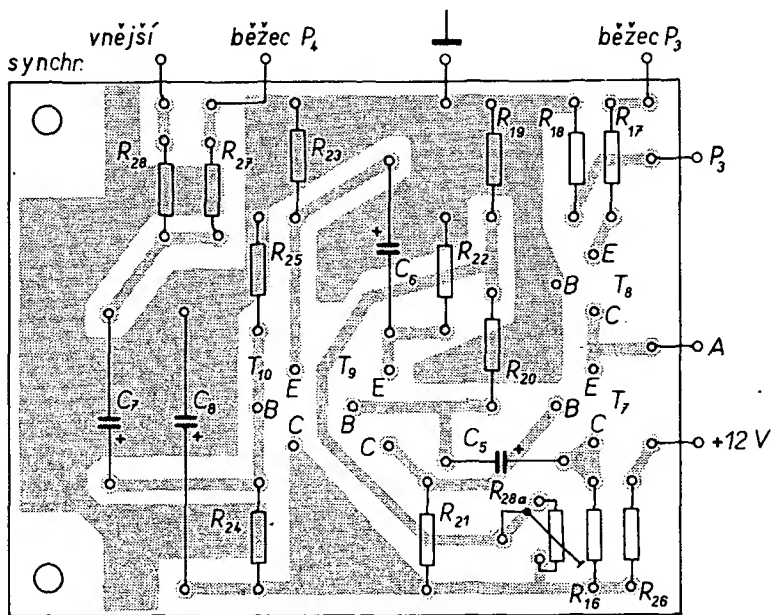 vnější běžec P₄ běžec P₃
synchr.
R₂₈ R₂₇ R₂₃ R₁₉ R₁₈ R₁₇
P₃
R₂₅ C₆ R₂₂ E
B T₈
C
T₁₀ T₉ R₂₀ A
E E E
C₇ C₈ B B B T₇
C C C₅ C +12 V
R₂₈ₐ
R₂₄ R₂₁
R₁₆ R₂₆